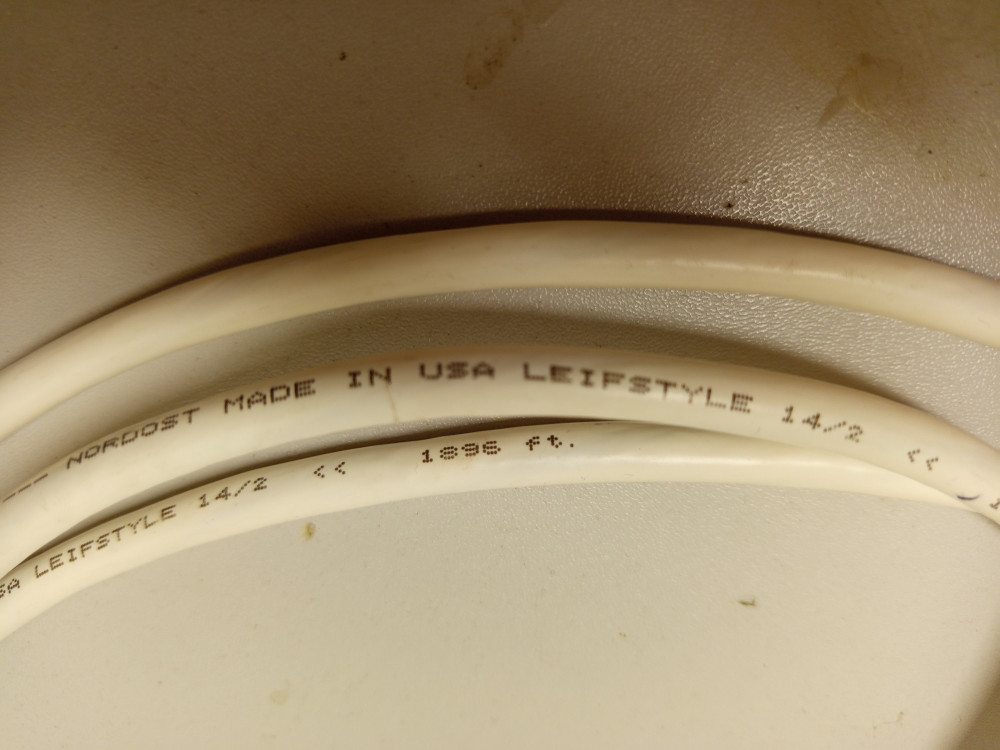 --- NORDOST MADE IN USA LEIFSTYLE 14/2 <<
LEIFSTYLE 14/2 << 1896 ft.